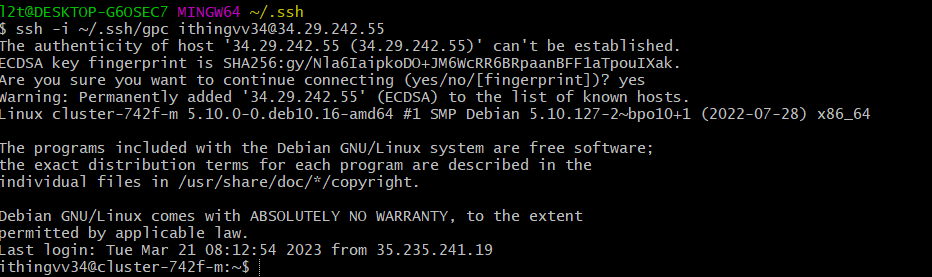 l2t@DESKTOP-G6OSEC7 MINGW64 ~/.ssh
$ ssh -i ~/.ssh/gpc ithingvv34@34.29.242.55
The authenticity of host '34.29.242.55 (34.29.242.55)' can't be established.
ECDSA key fingerprint is SHA256:gy/Nla6IaipkoDO+JM6WcRR6BRpaanBFF1aTpouIXak.
Are you sure you want to continue connecting (yes/no/[fingerprint])? yes
Warning: Permanently added '34.29.242.55' (ECDSA) to the list of known hosts.
Linux cluster-742f-m 5.10.0-0.deb10.16-amd64 #1 SMP Debian 5.10.127-2~bpo10+1 (2022-07-28) x86_64
The programs included with the Debian GNU/Linux system are free software;
the exact distribution terms for each program are described in the
individual files in /usr/share/doc/*/copyright.
Debian GNU/Linux comes with ABSOLUTELY NO WARRANTY, to the extent
permitted by applicable law.
Last login: Tue Mar 21 08:12:54 2023 from 35.235.241.19
ithingvv34@cluster-742f-m:~$